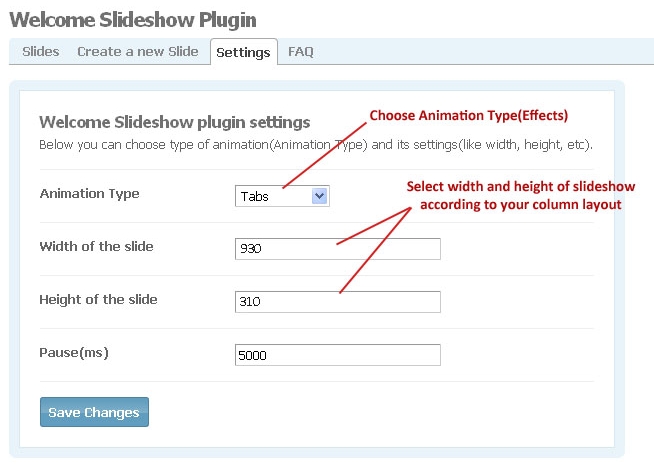 Welcome Slideshow Plugin
Slides Create a new Slide Settings FAQ
Welcome Slideshow plugin settings
Choose Animation Type(Effects)
Below you can choose type of animation(Animation Type) and its settings(like width, height, etc).
Animation Type
Tabs
Select width and height of slideshow
according to your column layout
Width of the slide
930
Height of the slide
310
Pause(ms)
5000
Save Changes